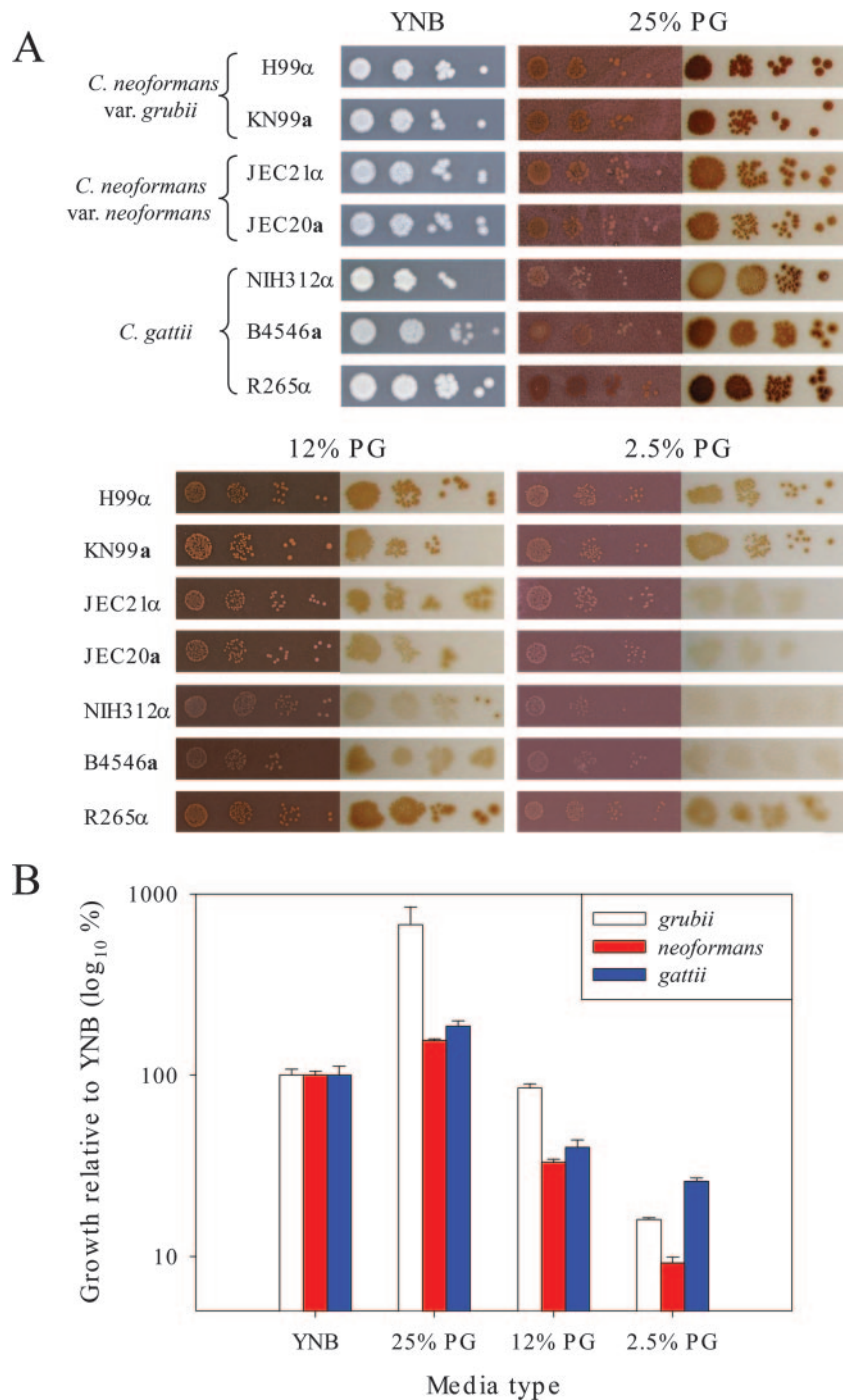 A
YNB
25% PG
C. neoformans
var. grubii
H99α
KN99a
C. neoformans
var. neoformans
JEC21α
JEC20a
C. gattii
NIH312α
B4546a
R265α
12% PG
2.5% PG
H99α
KN99a
JEC21α
JEC20a
NIH312α
B4546a
R265α
B
Growth relative to YNB (log10 %)
1000
100
10
grubii
neoformans
gattii
YNB
25% PG
12% PG
2.5% PG
Media type